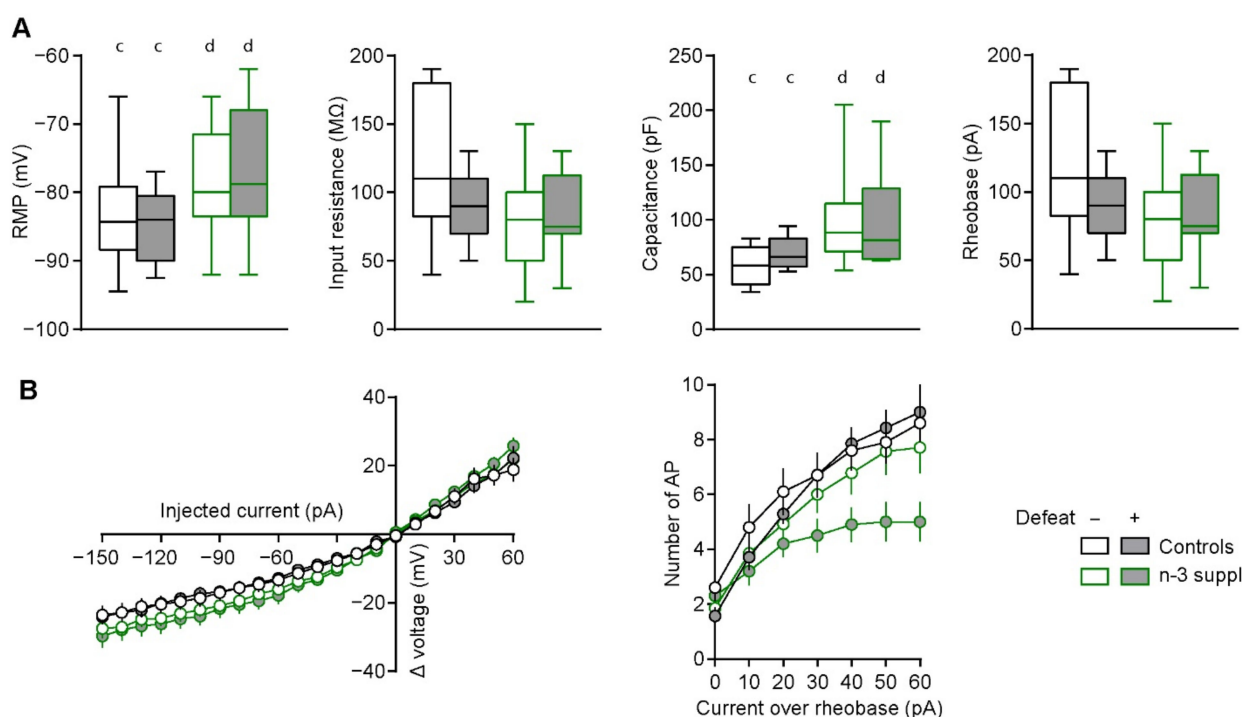 A
RMP (mV)
−60
−70
−80
−90
−100
c c d d
Input resistance (MΩ)
200
150
100
50
0
Capacitance (pF)
250
200
150
100
50
0
c c d d
Rheobase (pA)
200
150
100
50
0
B
40
20
−20
−40
Injected current (pA)
−150 −120 −90 −60 30 60
Δ voltage (mV)
Number of AP
10
8
6
4
2
0
0 10 20 30 40 50 60
Current over rheobase (pA)
Defeat − +
Controls
n-3 suppl